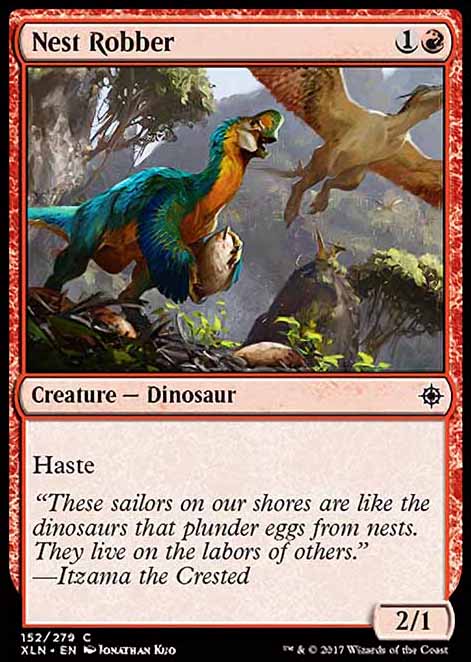 Nest Robber 1
Creature — Dinosaur
Haste
“These sailors on our shores are like the
dinosaurs that plunder eggs from nests.
They live on the labors of others.”
—Itzama the Crested
2/1
152/279 C
XLN • EN Jonathan Kuo
™ & © 2017 Wizards of the Coast